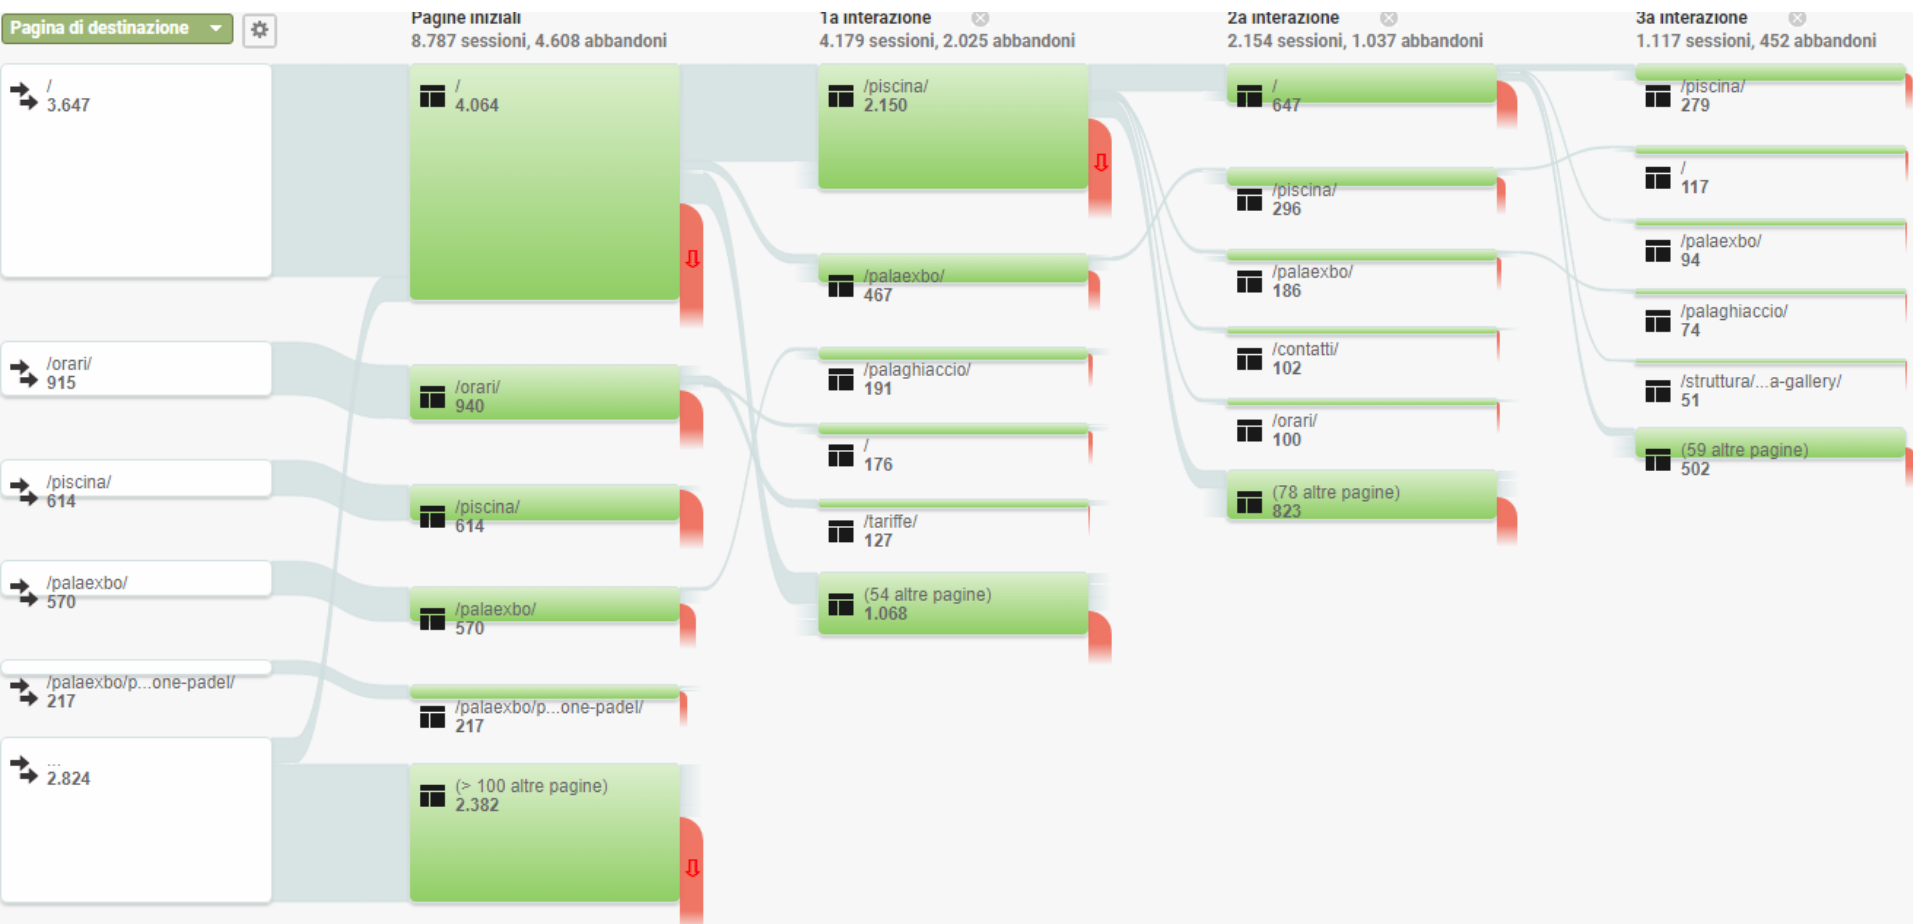 Pagina di destinazione
Pagine iniziali
8.787 sessioni, 4.608 abbandoni
1a interazione
4.179 sessioni, 2.025 abbandoni
2a interazione
2.154 sessioni, 1.037 abbandoni
3a interazione
1.117 sessioni, 452 abbandoni
/
3.647
/orari/
915
/piscina/
614
/palaexbo/
570
/palaexbo/p...one-padel/
217
...
2.824
/
4.064
/orari/
940
/piscina/
614
/palaexbo/
570
/palaexbo/p...one-padel/
217
(> 100 altre pagine)
2.382
/piscina/
2.150
/palaexbo/
467
/palaghiaccio/
191
/
176
/tariffe/
127
(54 altre pagine)
1.068
/
647
/piscina/
296
/palaexbo/
186
/contatti/
102
/orari/
100
(78 altre pagine)
823
/piscina/
279
/
117
/palaexbo/
94
/palaghiaccio/
74
/struttura/...a-gallery/
51
(59 altre pagine)
502